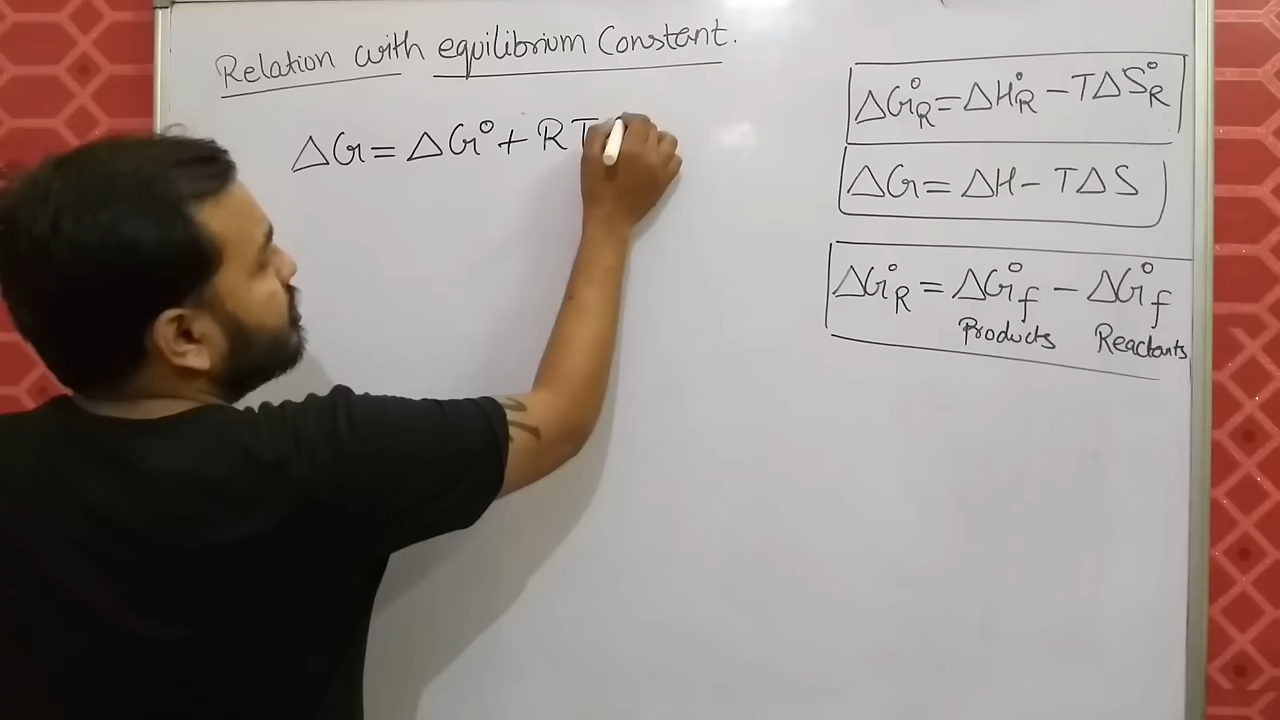 Relation with equilibrium Constant.
ΔG = ΔG° + RT
ΔG°R = ΔH°R - TΔS°R
ΔG = ΔH - TΔS
ΔG°R = ΔG°f - ΔG°f
Products Reactants